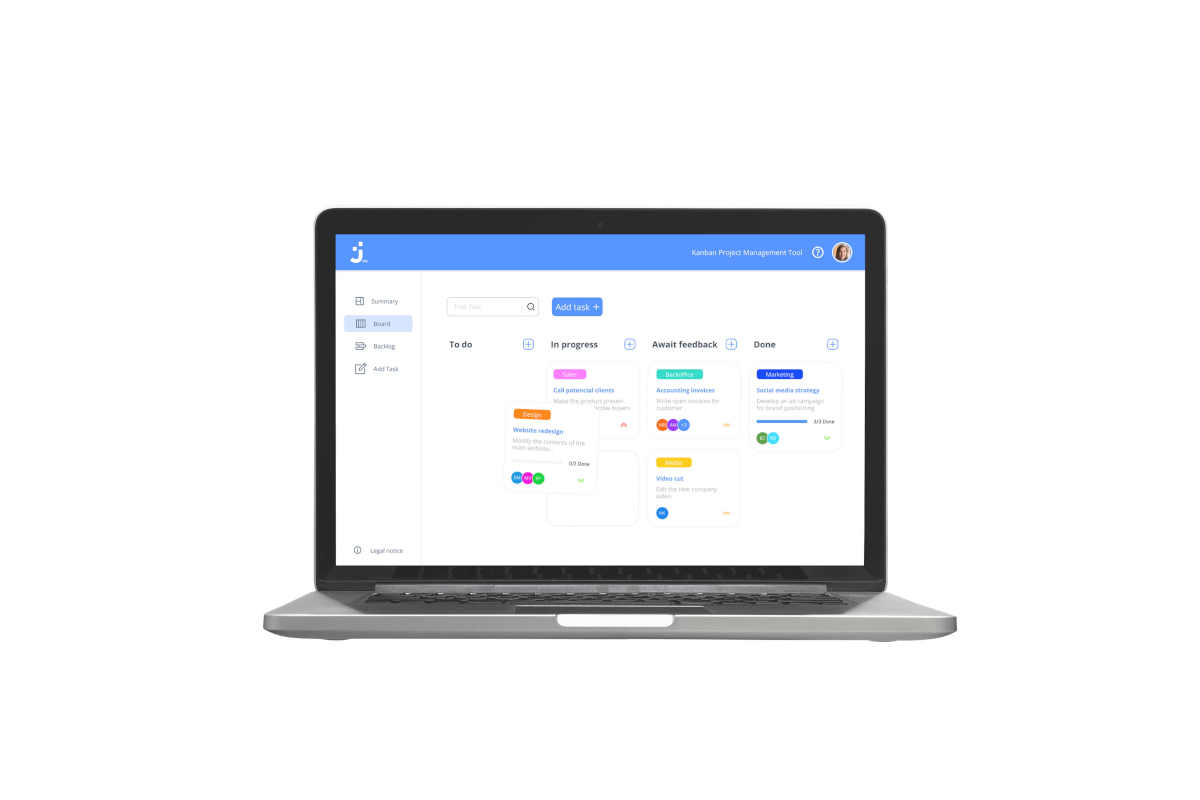 Kanban Project Management Tool
?
Summary
Board
Backlog
Add Task
Legal notice
Find Task
Add task +
To do
In progress
Await feedback
Done
Sales
Call potencial clients
Make the product presen-
Design
Website redesign
Modify the contents of the
main website...
0/2 Done
Backoffice
Accounting invoices
Write open invoices for
customer
+2
Media
Video cut
Edit the new company
video
Marketing
Social media strategy
Develop an ad campaign
for brand positioning
3/3 Done